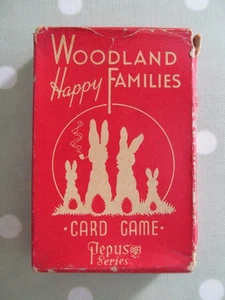 WOODLAND
Happy FAMILIES
· CARD GAME ·
Pepys
Series